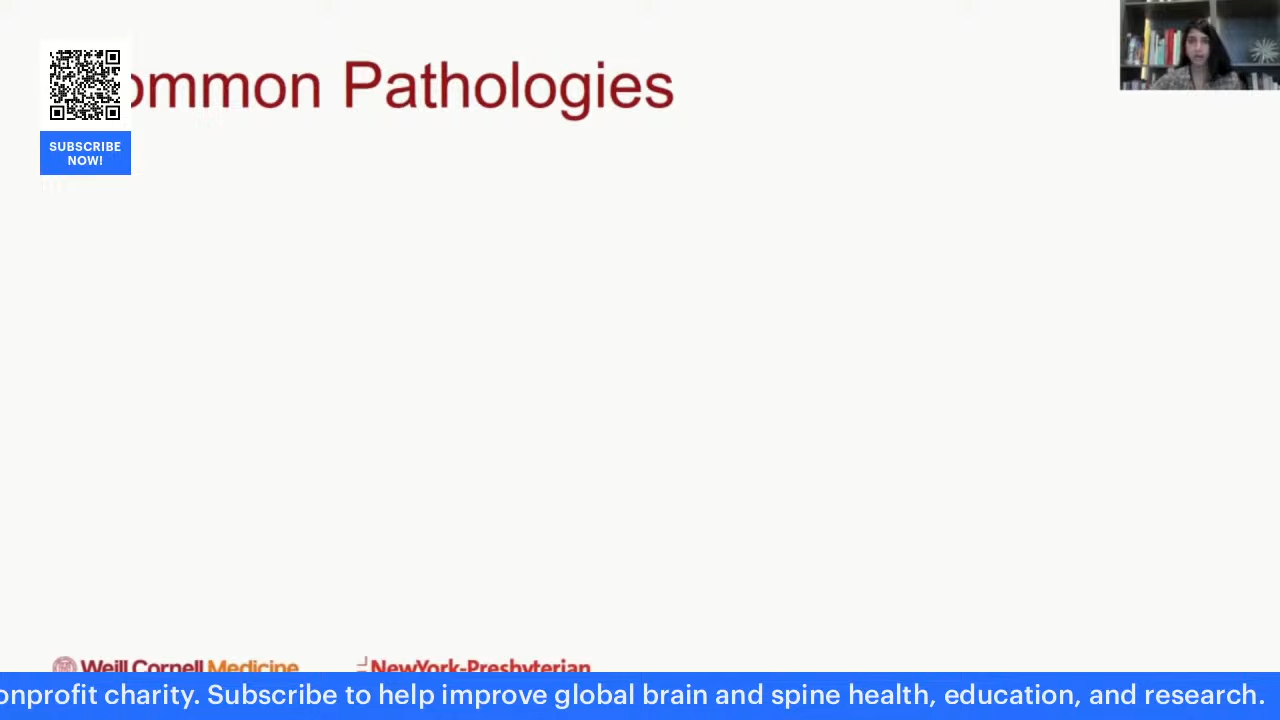 ommon Pathologies
SUBSCRIBE
NOW!
Weill Cornell Medicine
NewYork-Presbyterian
onprofit charity. Subscribe to help improve global brain and spine health, education, and research.